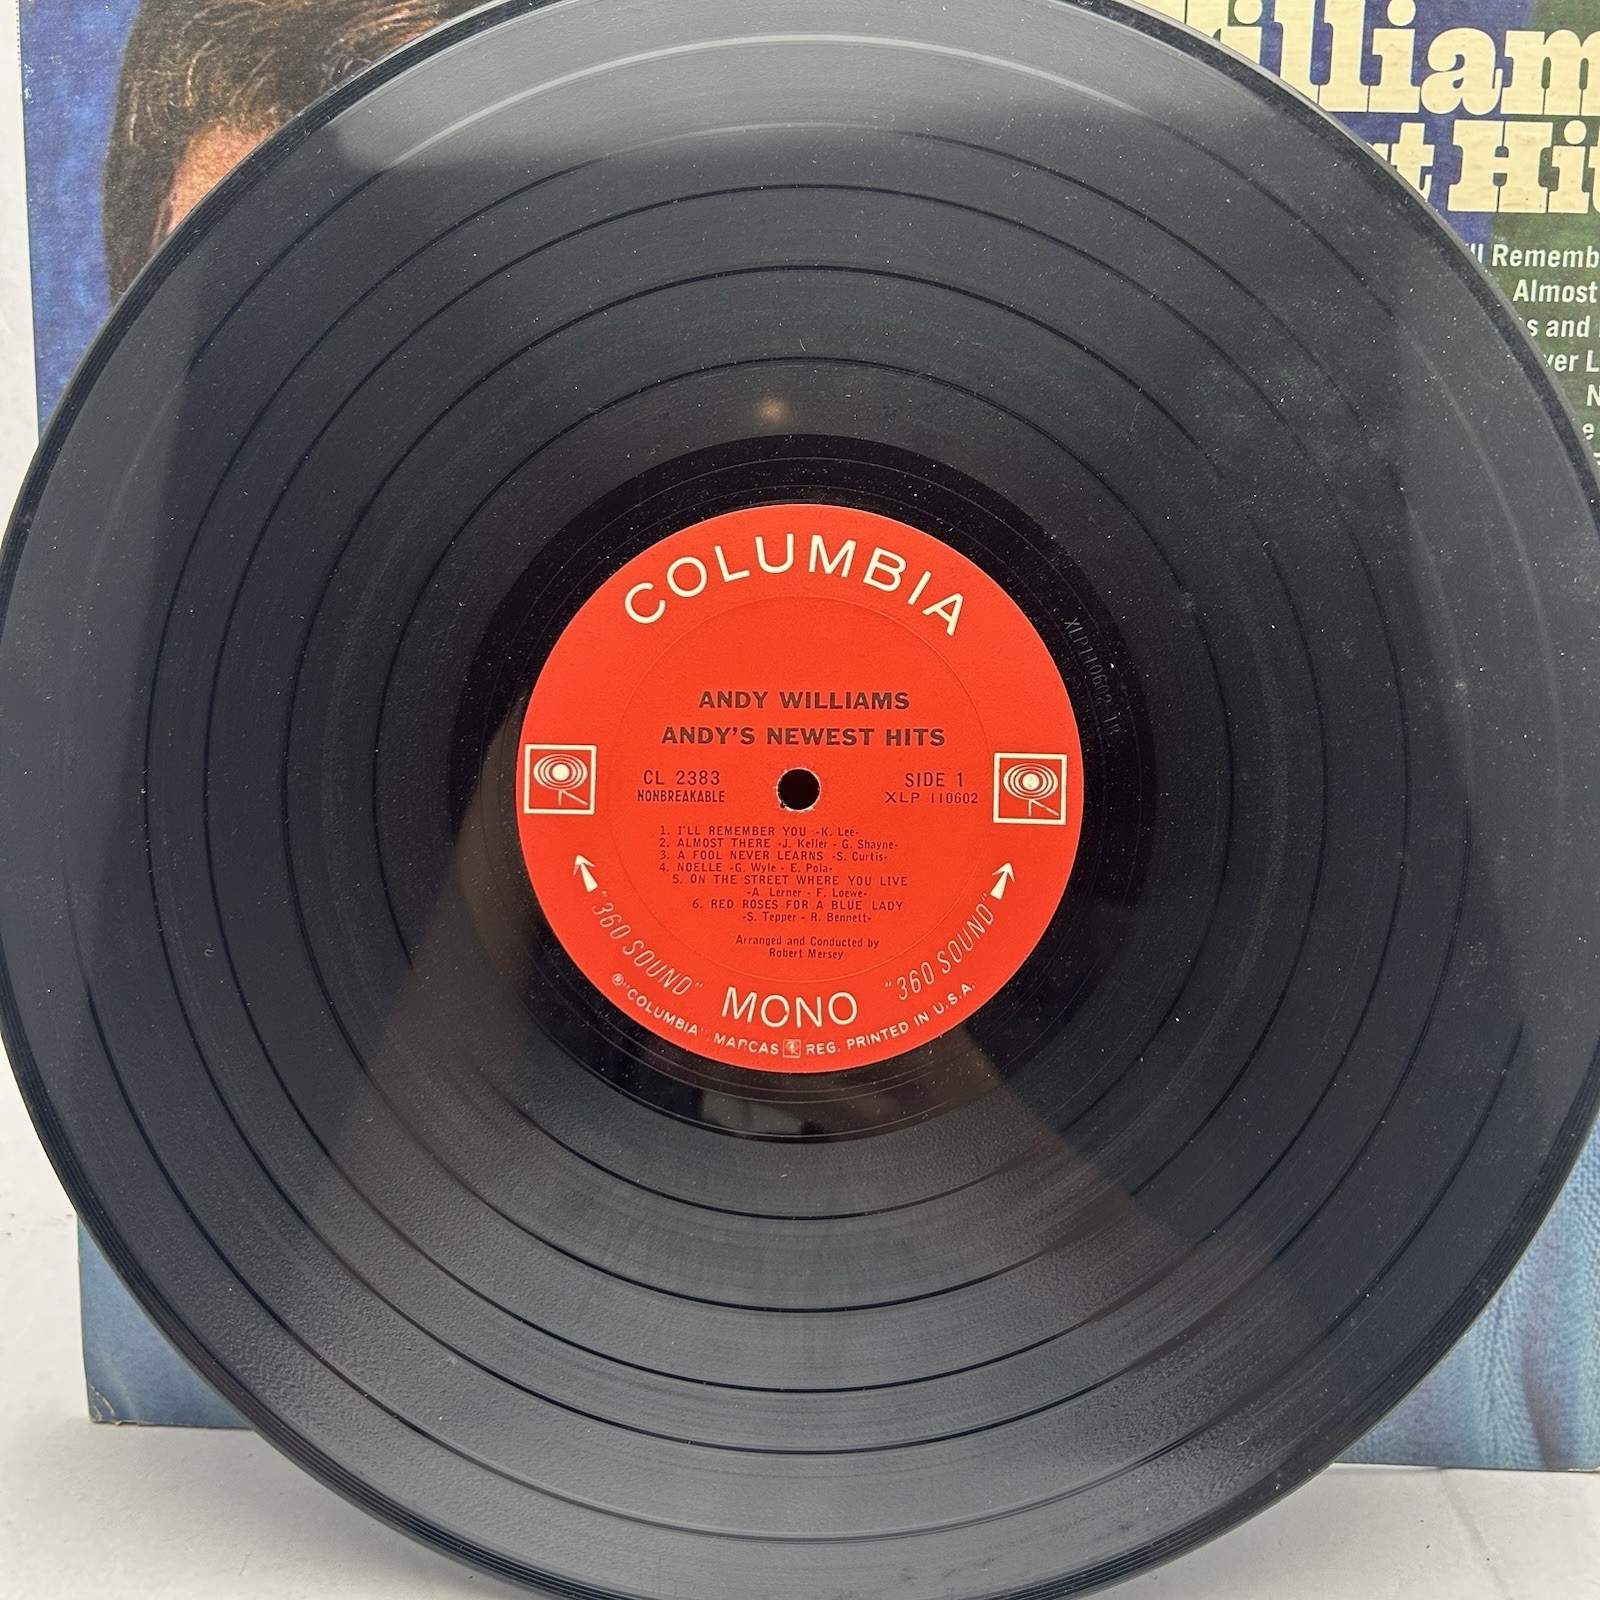 Hit
Rememb
Almost
and
COLUMBIA
ANDY WILLIAMS
ANDY'S NEWEST HITS
CL 2383
NONBREAKABLE
SIDE 1
XLP 110602
1. I'LL REMEMBER YOU -K. Lee-
2. ALMOST THERE -J. Keller - G. Shayne-
3. A FOOL NEVER LEARNS -S. Curtis-
4. NOELLE -G. Wyle - E. Pola-
5. ON THE STREET WHERE YOU LIVE
-A. Lerner - F. Loewe-
6. RED ROSES FOR A BLUE LADY
-S. Tepper - R. Bennett-
Arranged and Conducted by
Robert Mersey
"360 SOUND" MONO "360 SOUND"
®"COLUMBIA", MARCAS REG. PRINTED IN U.S.A.
XLP110602-1B